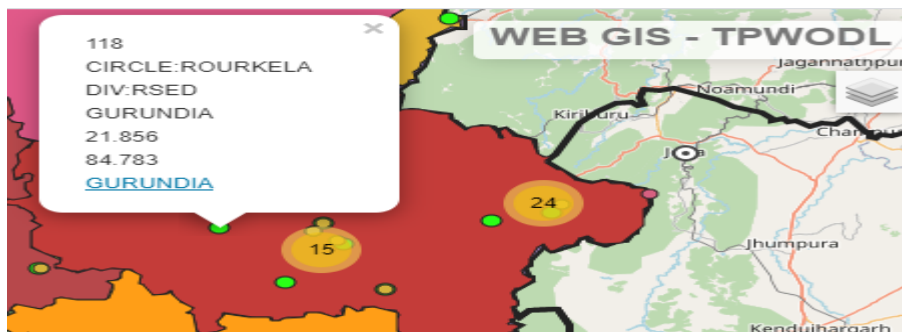 118
CIRCLE:ROURKELA
DIV:RSED
GURUNDIA
21.856
84.783
GURUNDIA
×
WEB GIS - TPWODL
Jagannathpur
Noamundi
Kiriburu
Jhumpura
Kendujhargarh
24
15